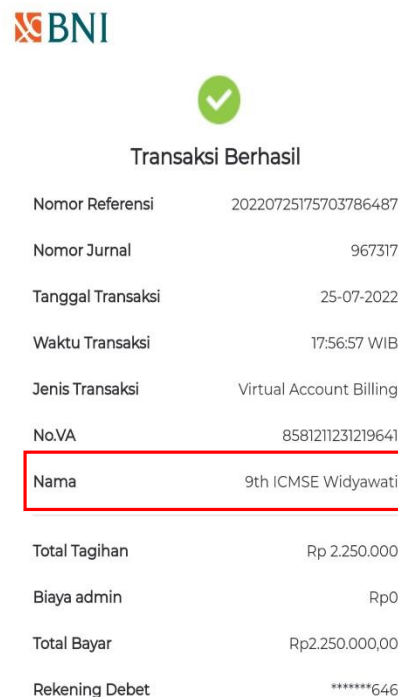 BNI
Transaksi Berhasil
Nomor Referensi 20220725175703786487
Nomor Jurnal 967317
Tanggal Transaksi 25-07-2022
Waktu Transaksi 17:56:57 WIB
Jenis Transaksi Virtual Account Billing
No.VA 8581211231219641
Nama 9th ICMSE Widyawati
Total Tagihan Rp 2.250.000
Biaya admin Rp0
Total Bayar Rp2.250.000,00
Rekening Debet *******646